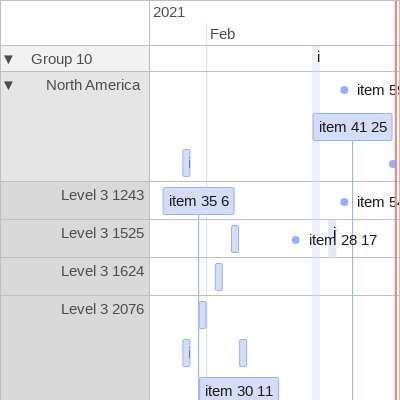 2021
Feb
▼ Group 10
i
▼ North America
item 59
item 41 25
i
Level 3 1243
item 35 6
item 54
Level 3 1525
item 28 17
i
Level 3 1624
Level 3 2076
i
item 30 11